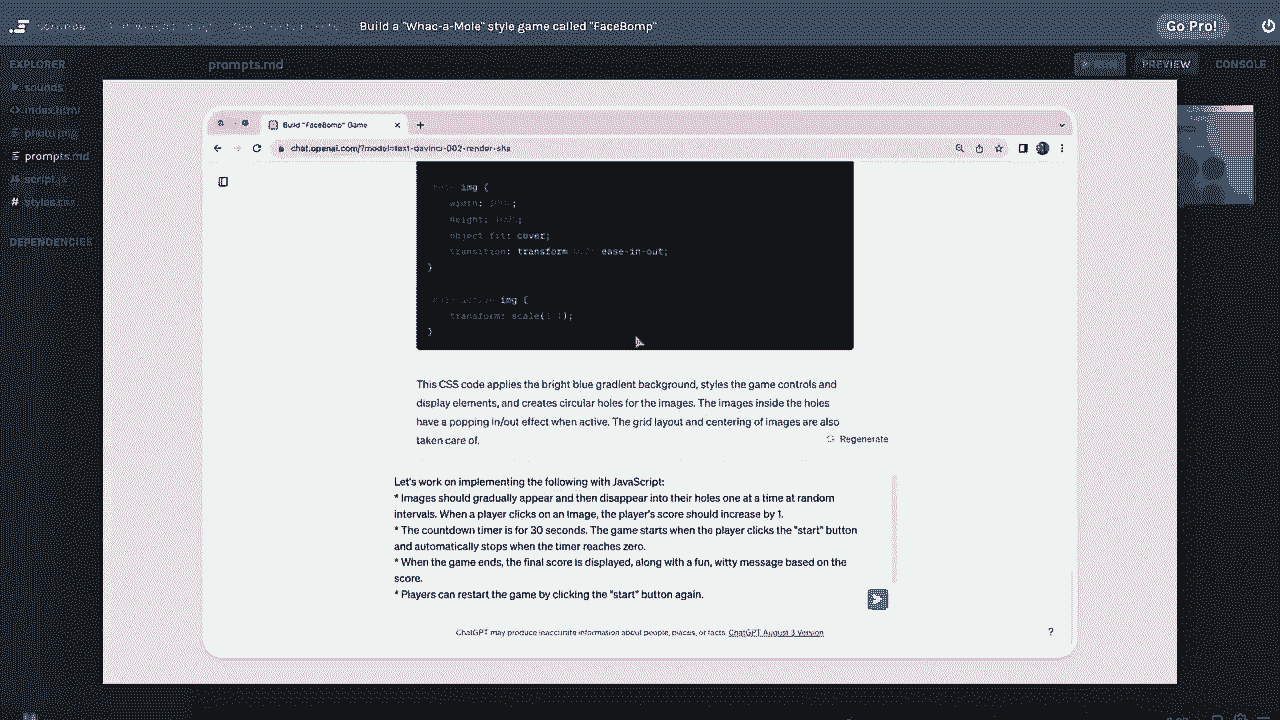 Build a "Whac-a-Mole" style game called "FaceBomp"
Go Pro!
EXPLORER
prompts.md
PREVIEW
CONSOLE
sounds
index.html
photo.png
prompts.md
script.js
styles.css
DEPENDENCIES
Build "FaceBomp" Game
chat.openai.com/?model=text-davinci-002-render-sha
img {
width:
height:
object-fit: cover;
transition: transform ease-in-out;
}
img {
transform: scale(
}
This CSS code applies the bright blue gradient background, styles the game controls and
display elements, and creates circular holes for the images. The images inside the holes
have a popping in/out effect when active. The grid layout and centering of images are also
taken care of.
Regenerate
Let's work on implementing the following with JavaScript:
* Images should gradually appear and then disappear into their holes one at a time at random
intervals. When a player clicks on an image, the player's score should increase by 1.
* The countdown timer is for 30 seconds. The game starts when the player clicks the "start" button
and automatically stops when the timer reaches zero.
* When the game ends, the final score is displayed, along with a fun, witty message based on the
score.
* Players can restart the game by clicking the "start" button again.
ChatGPT may produce inaccurate information about people, places, or facts. ChatGPT August 3 Version
?